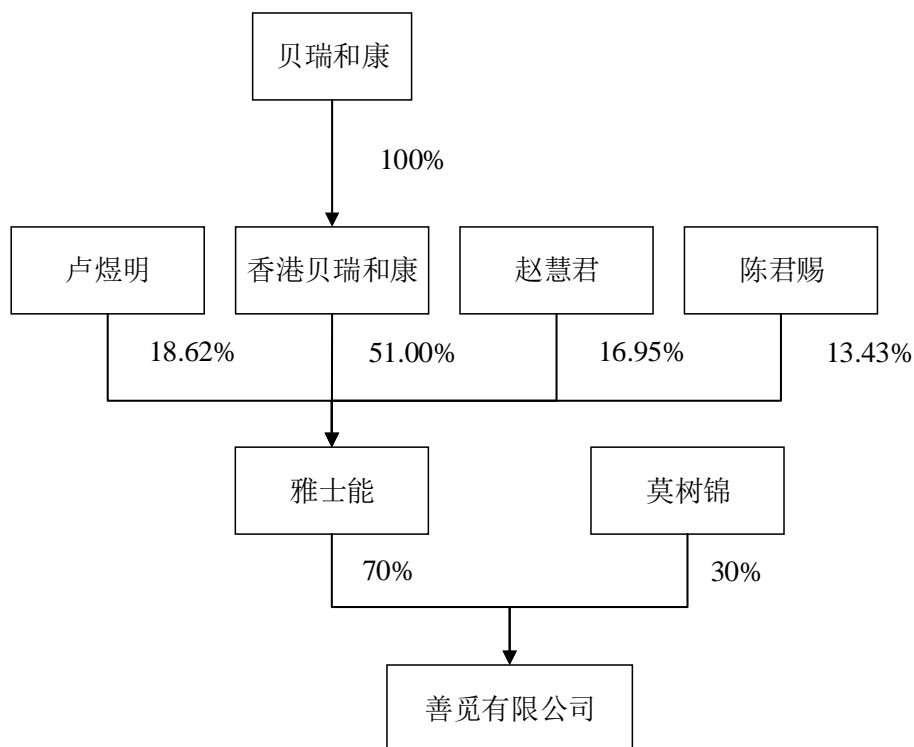 贝瑞和康
100%
卢煜明
香港贝瑞和康
赵慧君
陈君赐
18.62%
51.00%
16.95%
13.43%
雅士能
莫树锦
70%
30%
善觅有限公司